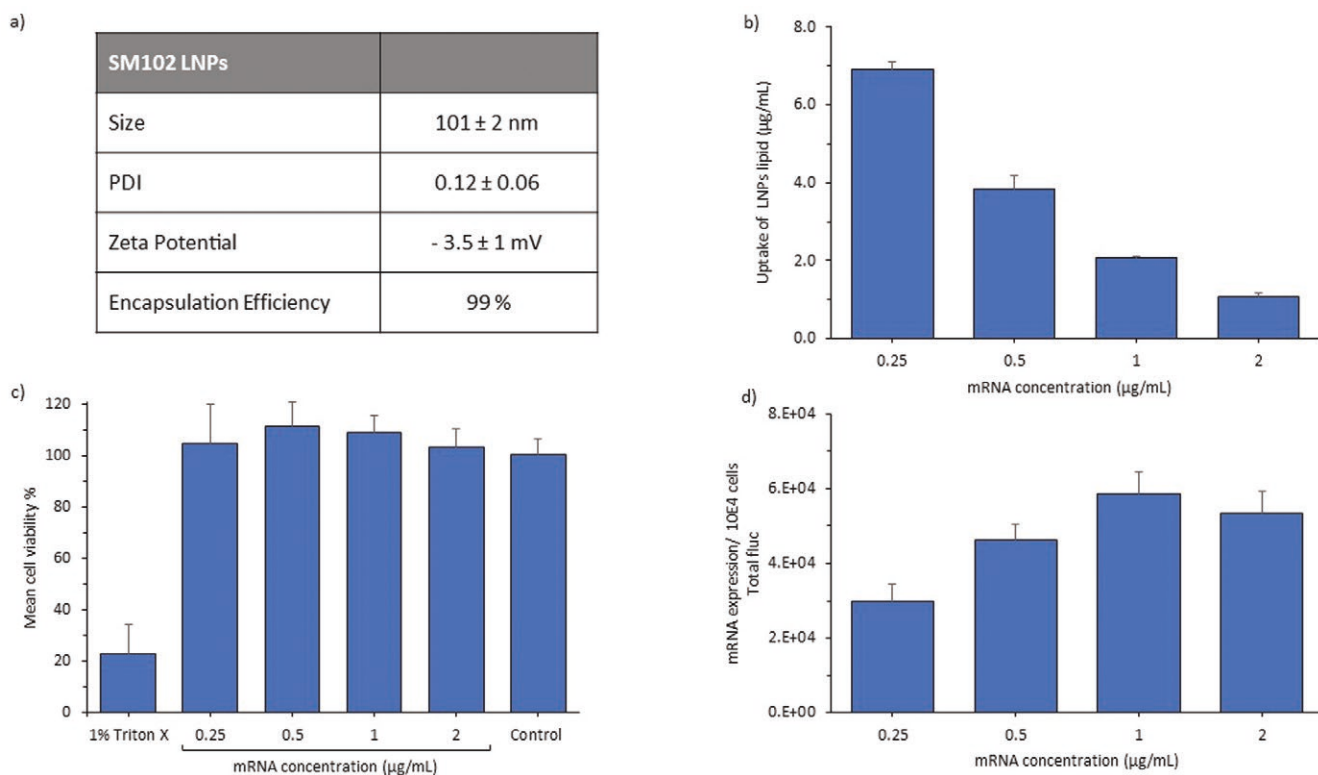 a)
SM102 LNPs
Size 101 ± 2 nm
PDI 0.12 ± 0.06
Zeta Potential - 3.5 ± 1 mV
Encapsulation Efficiency 99 %
b)
Uptake of LNPs lipid (µg/mL)
8.0
6.0
4.0
2.0
0.0
0.25 0.5 1 2
mRNA concentration (µg/mL)
c)
Mean cell viability %
120
100
80
60
40
20
0
1% Triton X 0.25 0.5 1 2 Control
mRNA concentration (µg/mL)
d)
mRNA expression/ 10E4 cells
Total fluc
8.E+04
6.E+04
4.E+04
2.E+04
0.E+00
0.25 0.5 1 2
mRNA concentration (µg/mL)